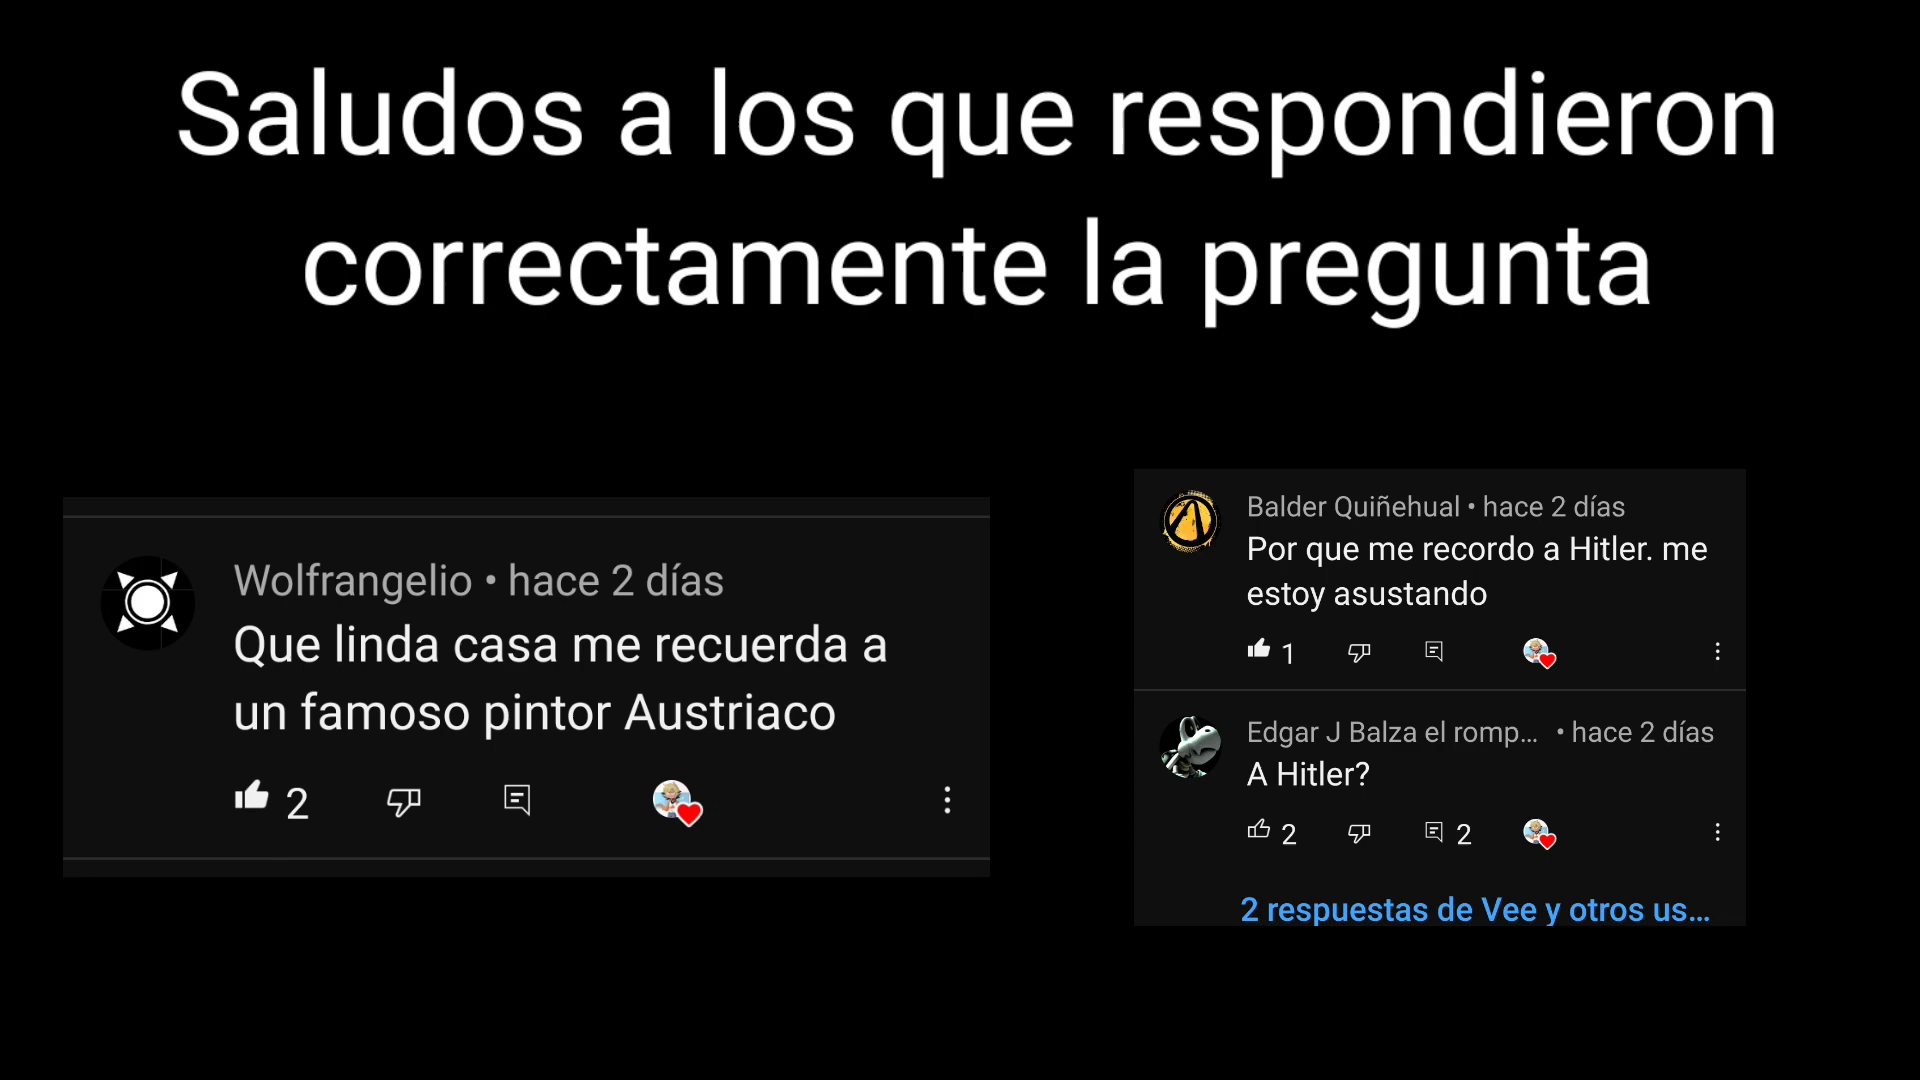 Saludos a los que respondieron
correctamente la pregunta
Wolfrangelio • hace 2 días
Que linda casa me recuerda a
un famoso pintor Austriaco
2
Balder Quiñehual • hace 2 días
Por que me recordo a Hitler. me
estoy asustando
1
Edgar J Balza el romp... • hace 2 días
A Hitler?
2 2
2 respuestas de Vee y otros us...